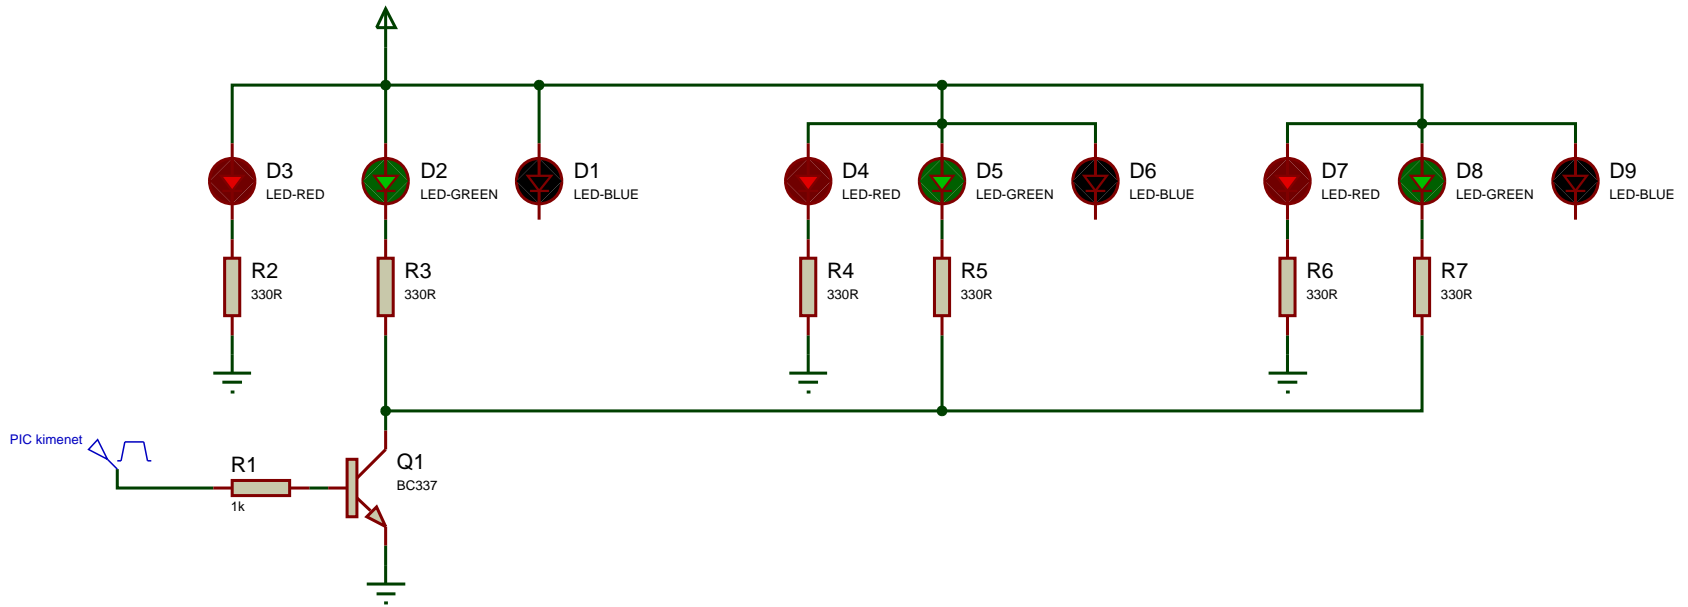 D3
LED-RED
D2
LED-GREEN
D1
LED-BLUE
D4
LED-RED
D5
LED-GREEN
D6
LED-BLUE
D7
LED-RED
D8
LED-GREEN
D9
LED-BLUE
R2
330R
R3
330R
R4
330R
R5
330R
R6
330R
R7
330R
PIC kimenet
R1
1k
Q1
BC337